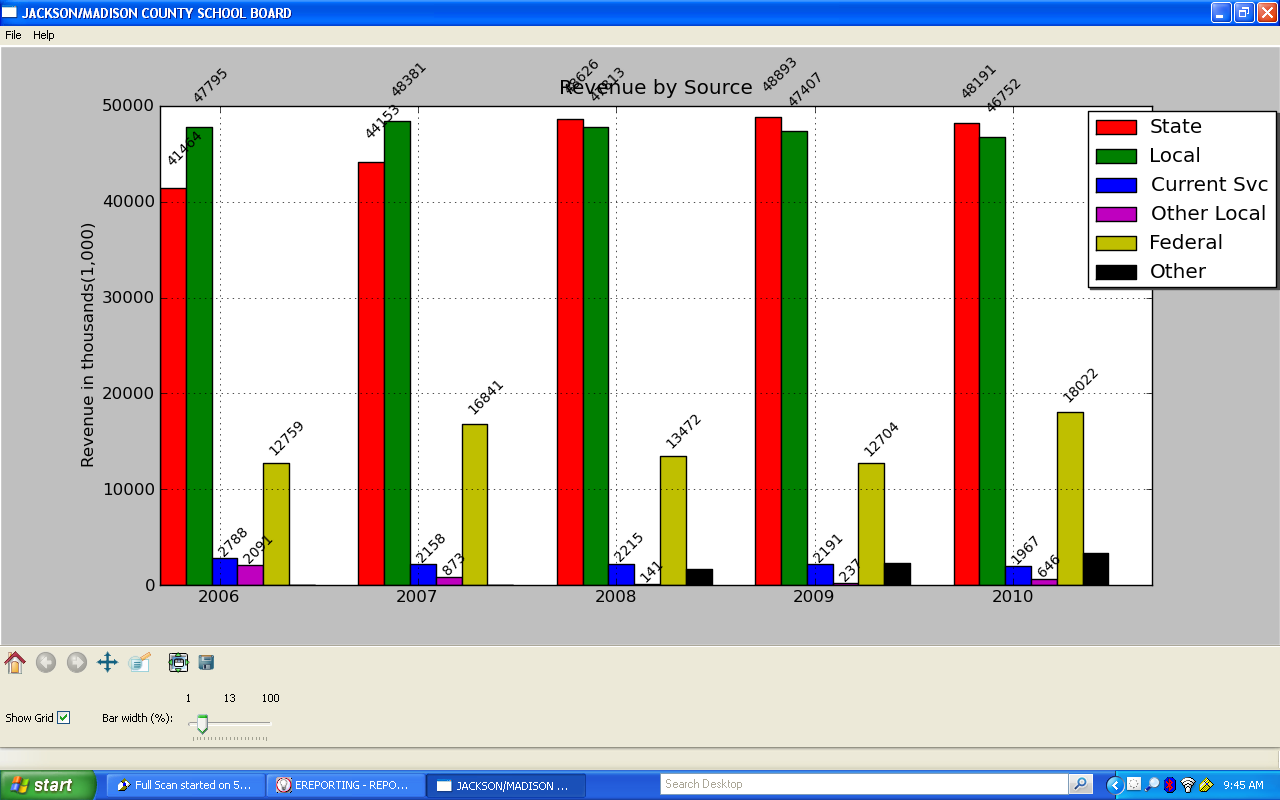 JACKSON/MADISON COUNTY SCHOOL BOARD
File Help
Revenue by Source
47795 48381 48626 47813 48893 47407 48191 46752
41464 44153
50000
40000
30000
20000
10000
0
Revenue in thousands(1,000)
State
Local
Current Svc
Other Local
Federal
Other
12759 16841 13472 12704 18022
2788 2091 2158 873 2215 141 2191 237 1967 646
2006 2007 2008 2009 2010
1 13 100
Show Grid Bar width (%):
start Full Scan started on 5... EREPORTING - REPO... JACKSON/MADISON ... Search Desktop 9:45 AM